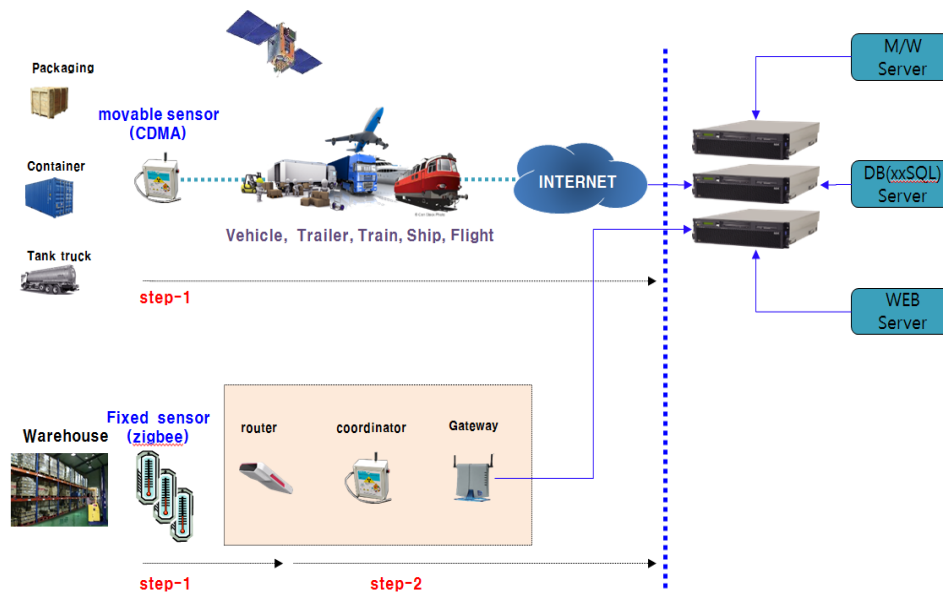 Packaging
movable sensor
(CDMA)
Container
Tank truck
Vehicle, Trailer, Train, Ship, Flight
INTERNET
M/W
Server
DB(xxSQL)
Server
WEB
Server
step-1
Warehouse
Fixed sensor
(zigbee)
router
coordinator
Gateway
step-1
step-2